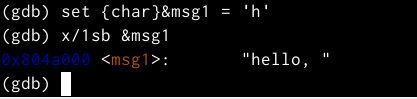 (gdb) set {char}&msg1 = 'h'
(gdb) x/1sb &msg1
0x804a000 <msg1>:       "hello, "
(gdb)